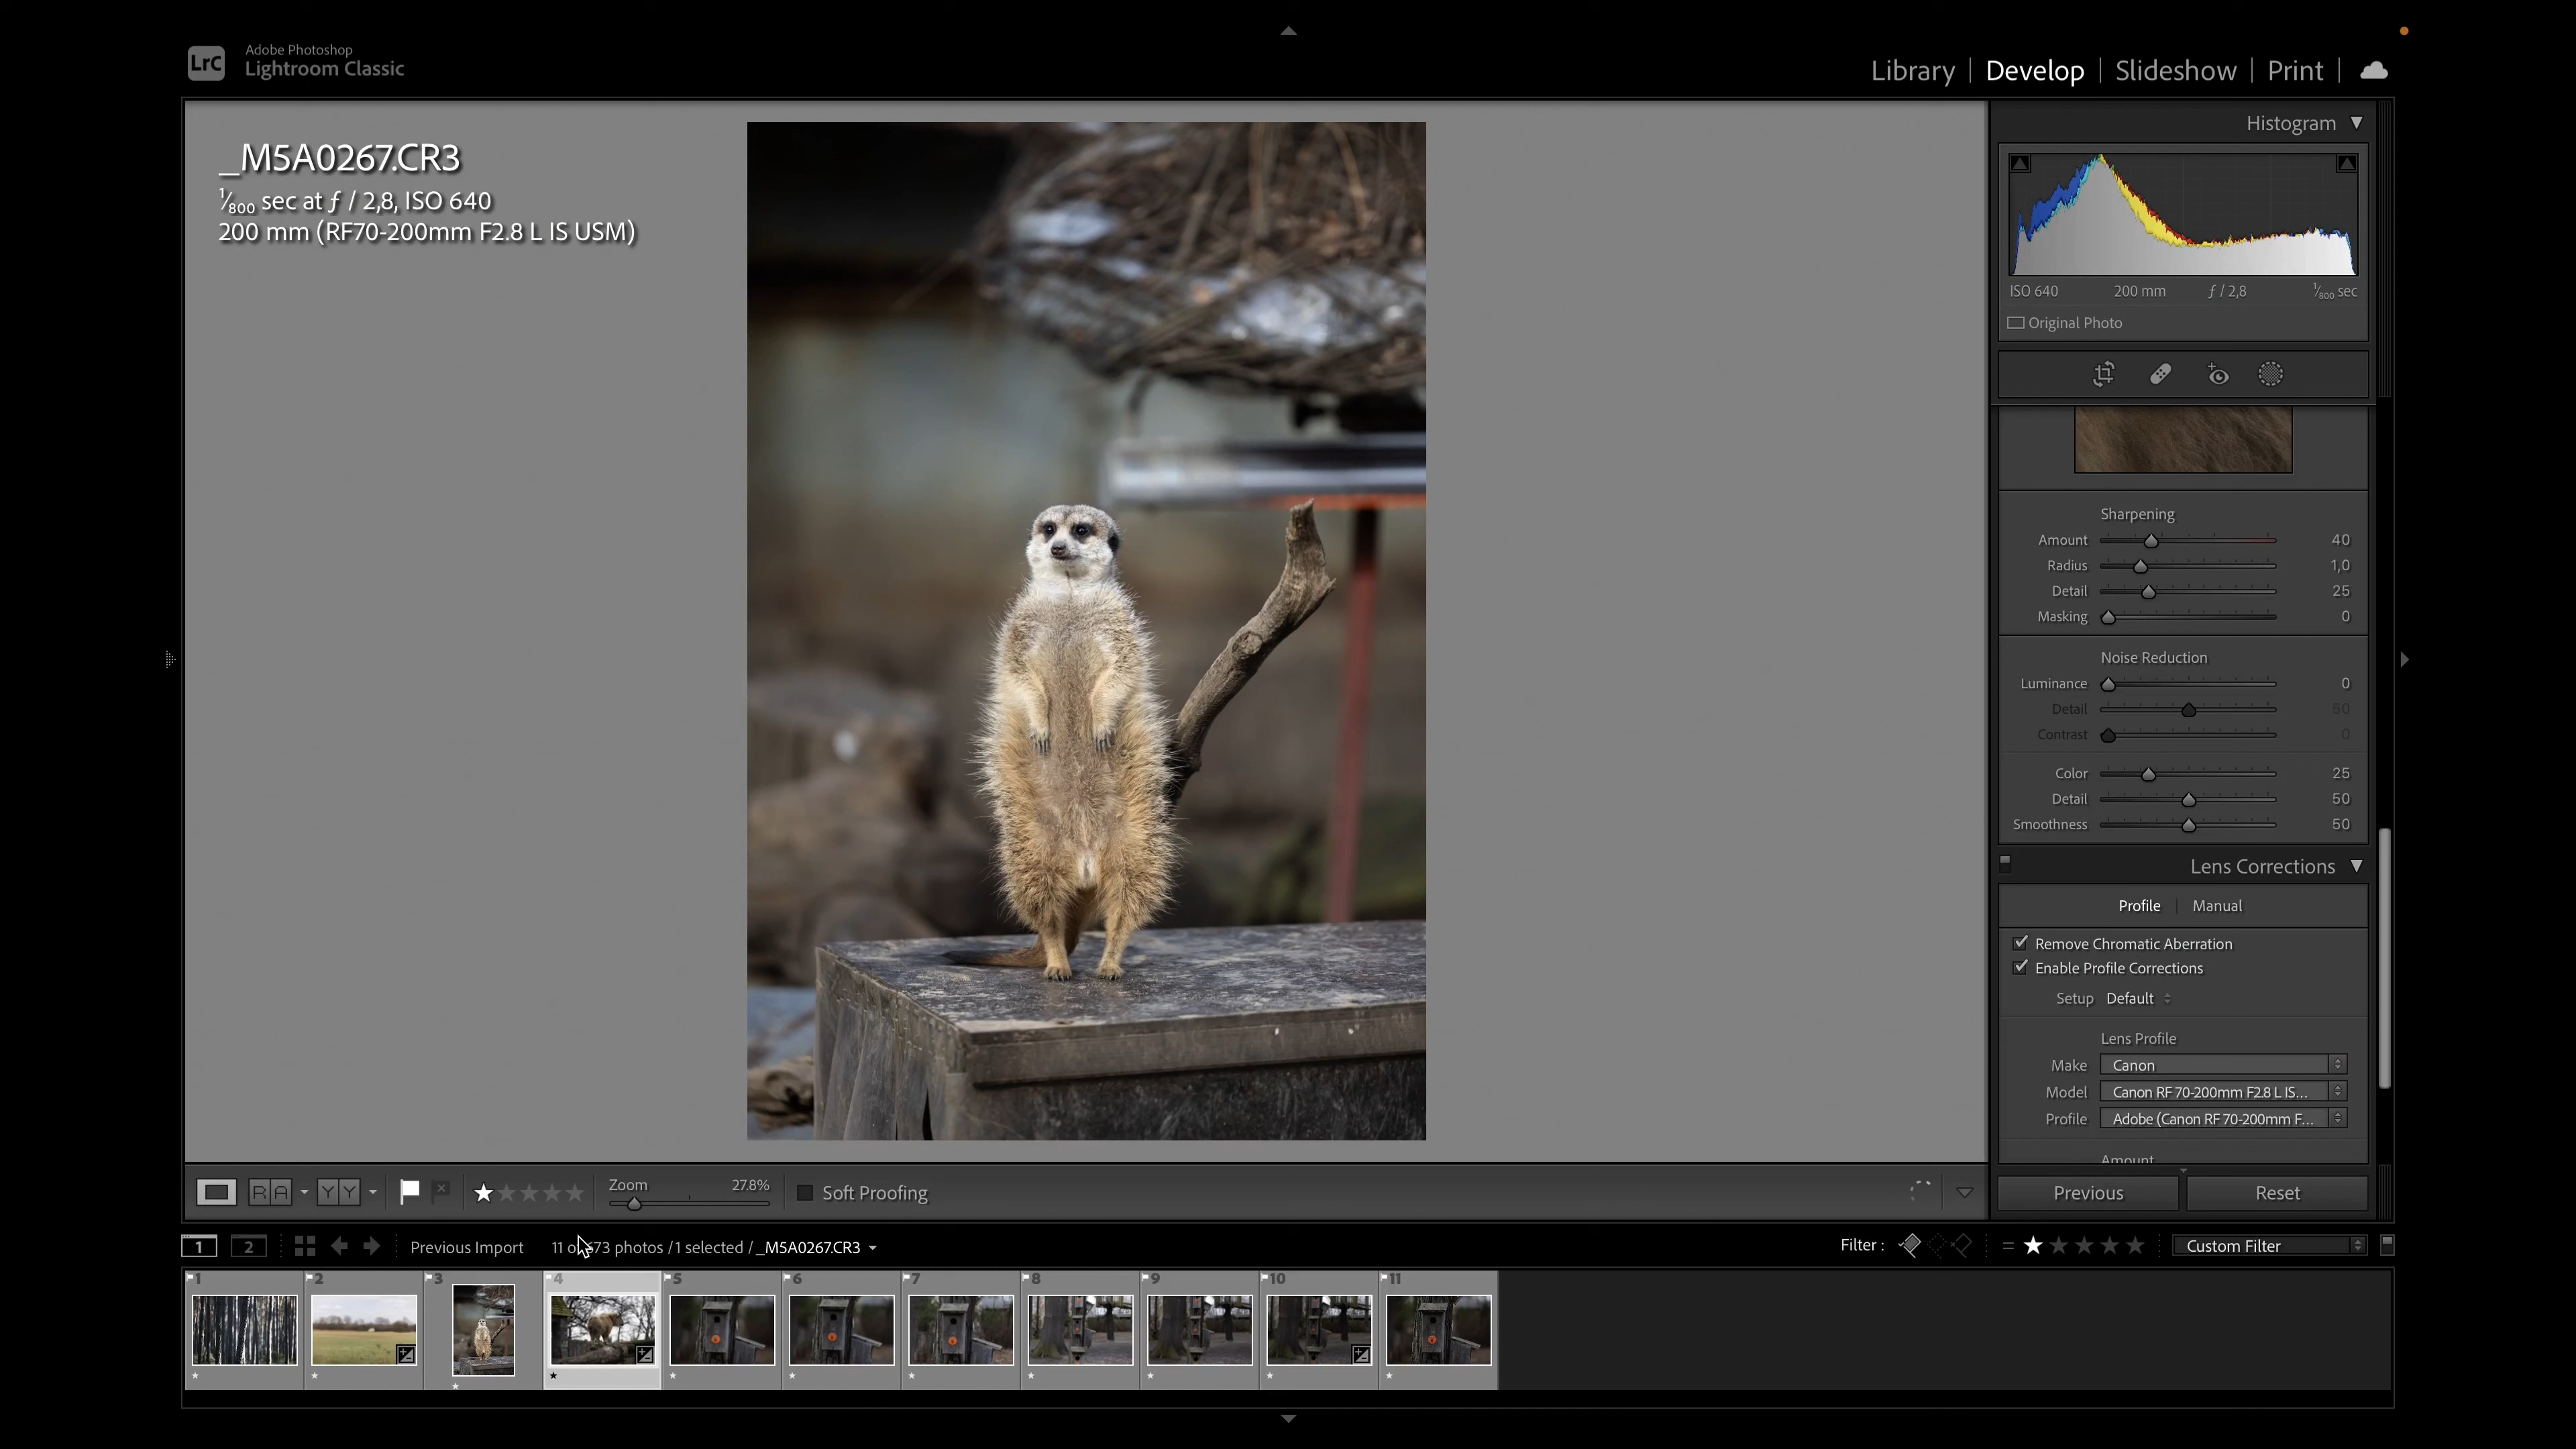 LrC
Adobe Photoshop
Lightroom Classic
Library | Develop | Slideshow | Print |
_M5A0267.CR3
1/800 sec at ƒ / 2,8, ISO 640
200 mm (RF70-200mm F2.8 L IS USM)
Histogram
ISO 640 200 mm ƒ / 2,8 1/800 sec
Original Photo
Sharpening
Amount 40
Radius 1,0
Detail 25
Masking 0
Noise Reduction
Luminance 0
Detail 50
Contrast 0
Color 25
Detail 50
Smoothness 50
Lens Corrections
Profile | Manual
Remove Chromatic Aberration
Enable Profile Corrections
Setup Default
Lens Profile
Make Canon
Model Canon RF 70-200mm F2.8 L IS...
Profile Adobe (Canon RF 70-200mm F...
Amount
Previous Reset
R A Y Y Zoom 27.8% Soft Proofing
1 2 Previous Import 11 photos / 1 selected / _M5A0267.CR3 Filter : Custom Filter
1 2 3 4 5 6 7 8 9 10 11